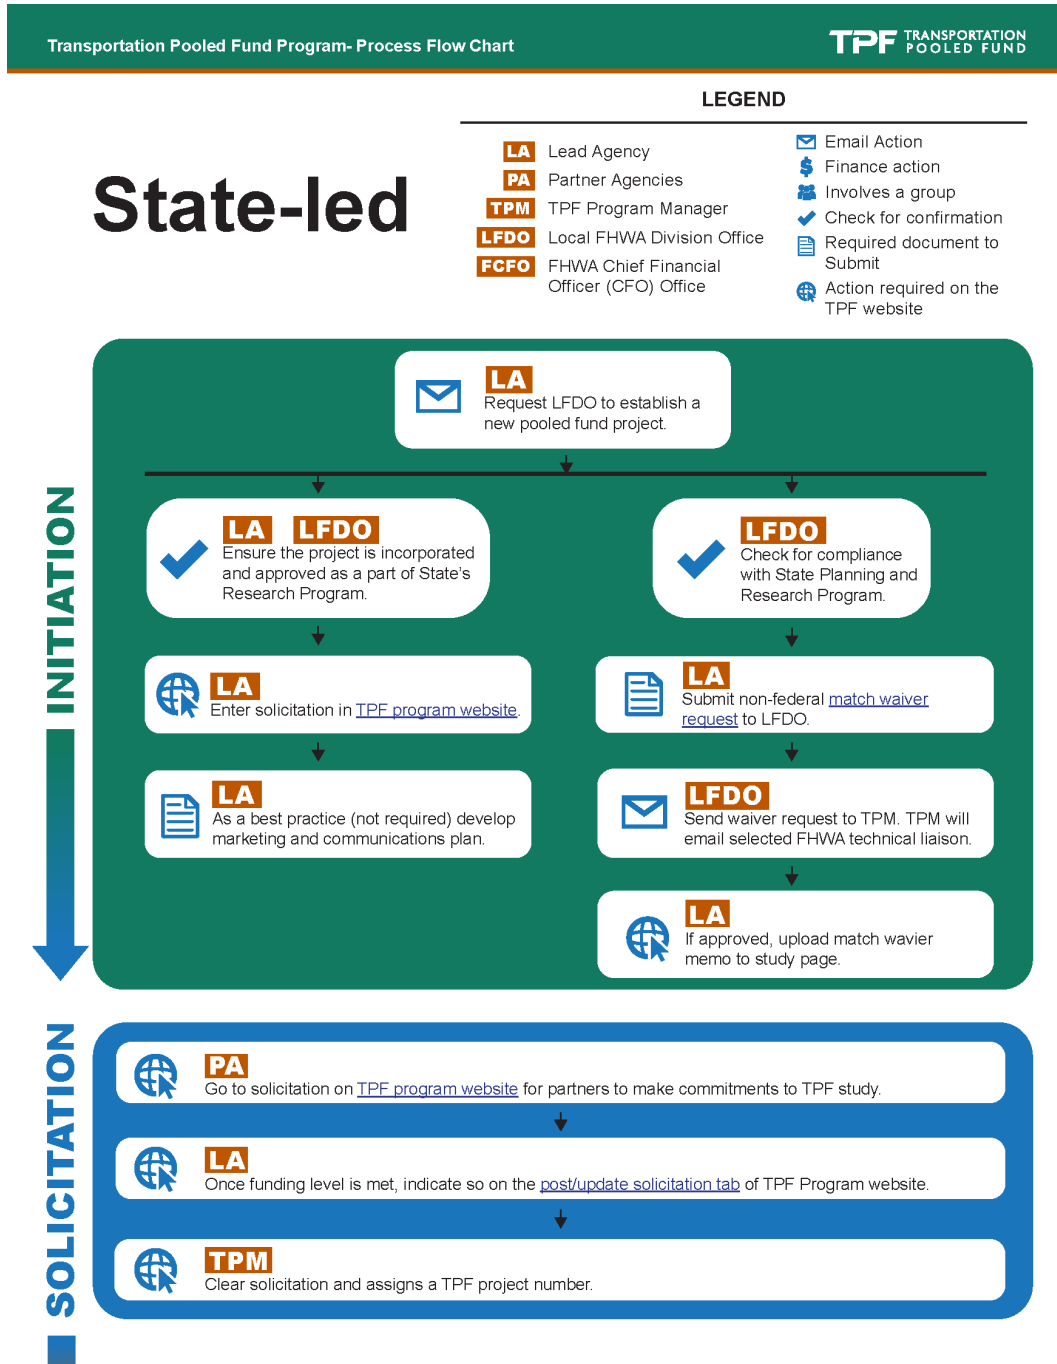 Transportation Pooled Fund Program- Process Flow Chart
TPF TRANSPORTATION
POOLED FUND
LEGEND
State-led
LA Lead Agency
PA Partner Agencies
TPM TPF Program Manager
LFDO Local FHWA Division Office
FCFO FHWA Chief Financial
Officer (CFO) Office
Email Action
Finance action
Involves a group
Check for confirmation
Required document to
Submit
Action required on the
TPF website
INITIATION
LA
Request LFDO to establish a
new pooled fund project.
LA LFDO
Ensure the project is incorporated
and approved as a part of State's
Research Program.
LA
Enter solicitation in TPF program website.
LA
As a best practice (not required) develop
marketing and communications plan.
LFDO
Check for compliance
with State Planning and
Research Program.
LA
Submit non-federal match waiver
request to LFDO.
LFDO
Send waiver request to TPM. TPM will
email selected FHWA technical liaison.
LA
If approved, upload match wavier
memo to study page.
SOLICITATION
PA
Go to solicitation on TPF program website for partners to make commitments to TPF study.
LA
Once funding level is met, indicate so on the post/update solicitation tab of TPF Program website.
TPM
Clear solicitation and assigns a TPF project number.